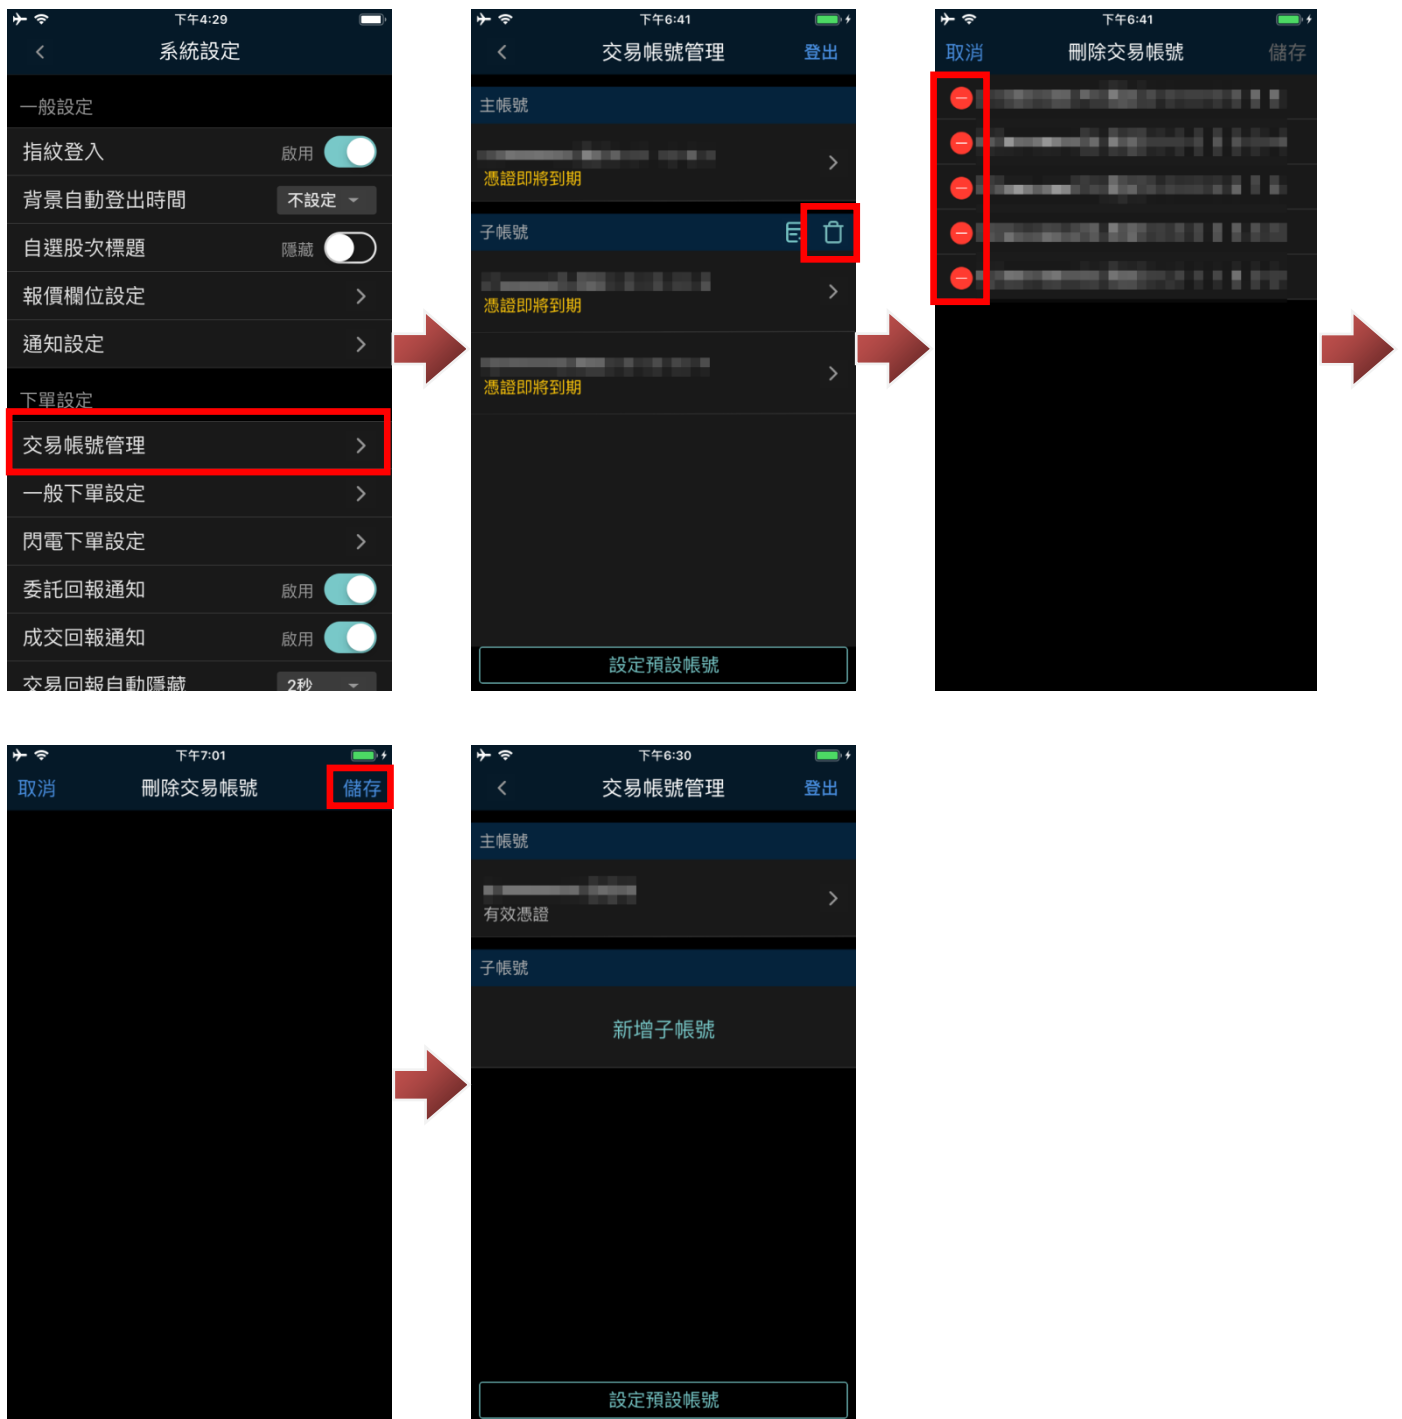 下午4:29
系統設定
一般設定
指紋登入 啟用
背景自動登出時間 不設定
自選股次標題 隱藏
報價欄位設定
通知設定
下單設定
交易帳號管理
一般下單設定
閃電下單設定
委託回報通知 啟用
成交回報通知 啟用
交易回報自動隱藏 2秒
下午6:41
交易帳號管理 登出
主帳號
憑證即將到期
子帳號
憑證即將到期
憑證即將到期
設定預設帳號
下午6:41
取消 刪除交易帳號 儲存
下午7:01
取消 刪除交易帳號 儲存
下午6:30
交易帳號管理 登出
主帳號
有效憑證
子帳號
新增子帳號
設定預設帳號